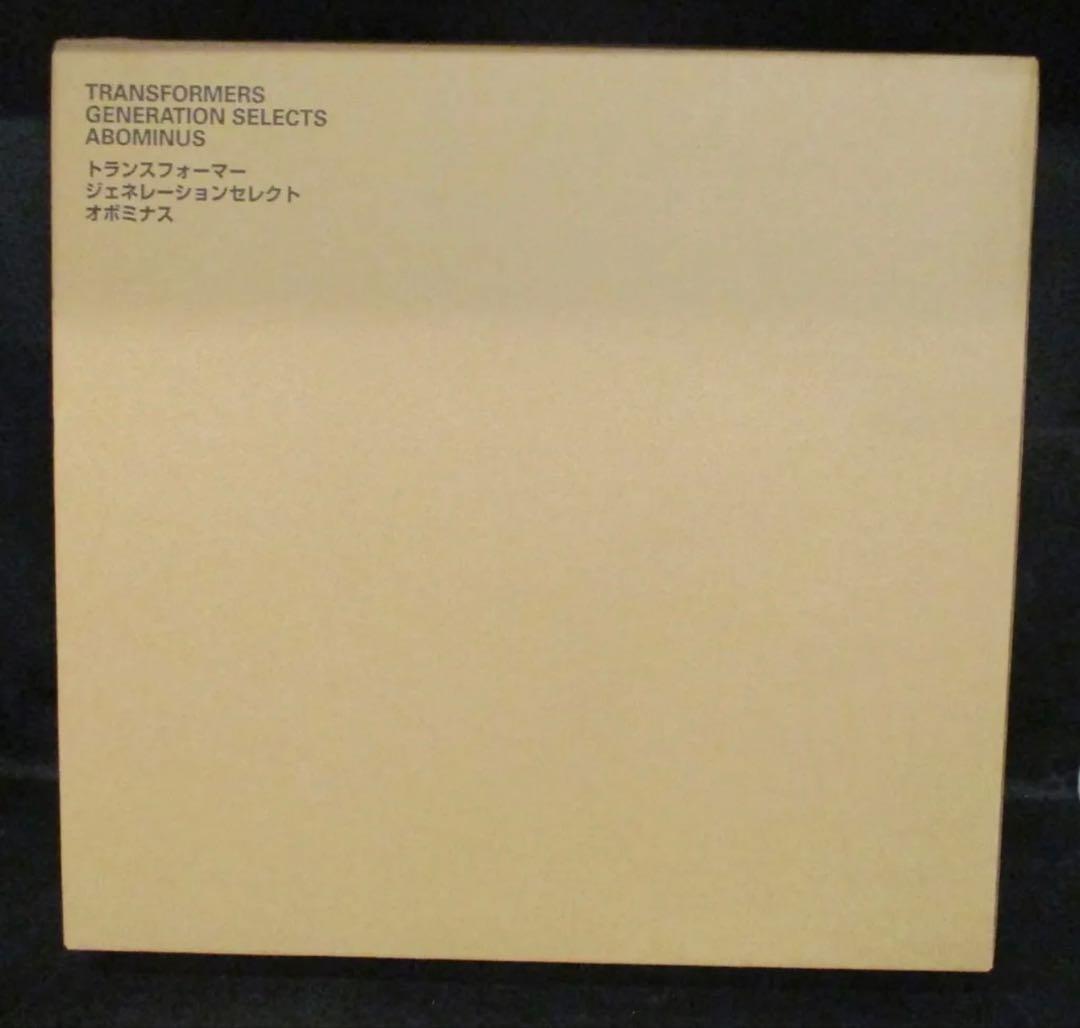 TRANSFORMERS
GENERATION SELECTS
ABOMINUS
トランスフォーマー
ジェネレーションセレクト
オボミナス